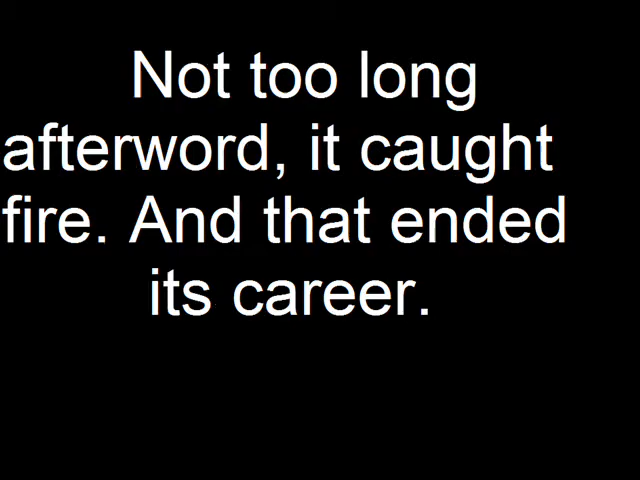 Not too long
afterword, it caught
fire. And that ended
its career.